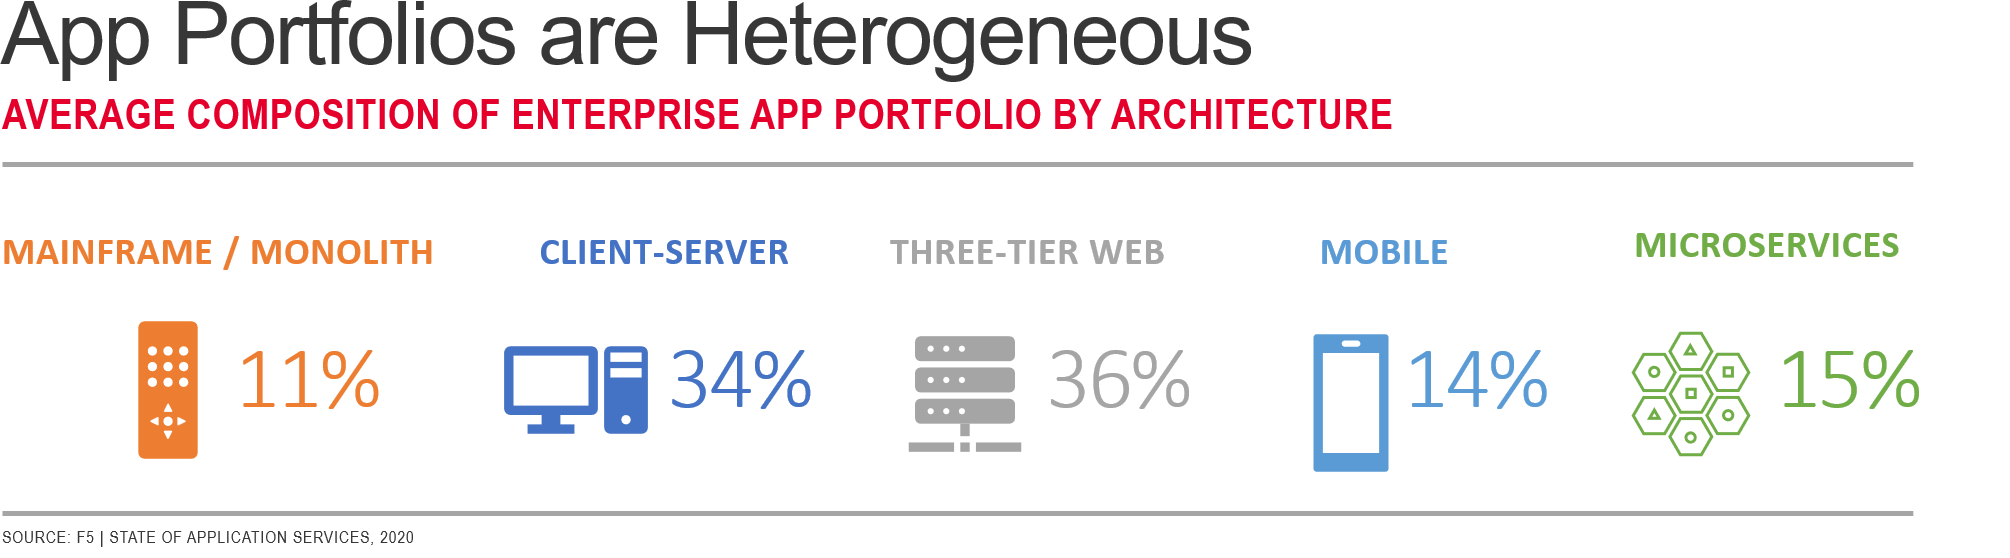 App Portfolios are Heterogeneous
AVERAGE COMPOSITION OF ENTERPRISE APP PORTFOLIO BY ARCHITECTURE
MAINFRAME / MONOLITH
CLIENT-SERVER
THREE-TIER WEB
MOBILE
MICROSERVICES
11%
34%
36%
14%
15%
SOURCE: F5 | STATE OF APPLICATION SERVICES, 2020